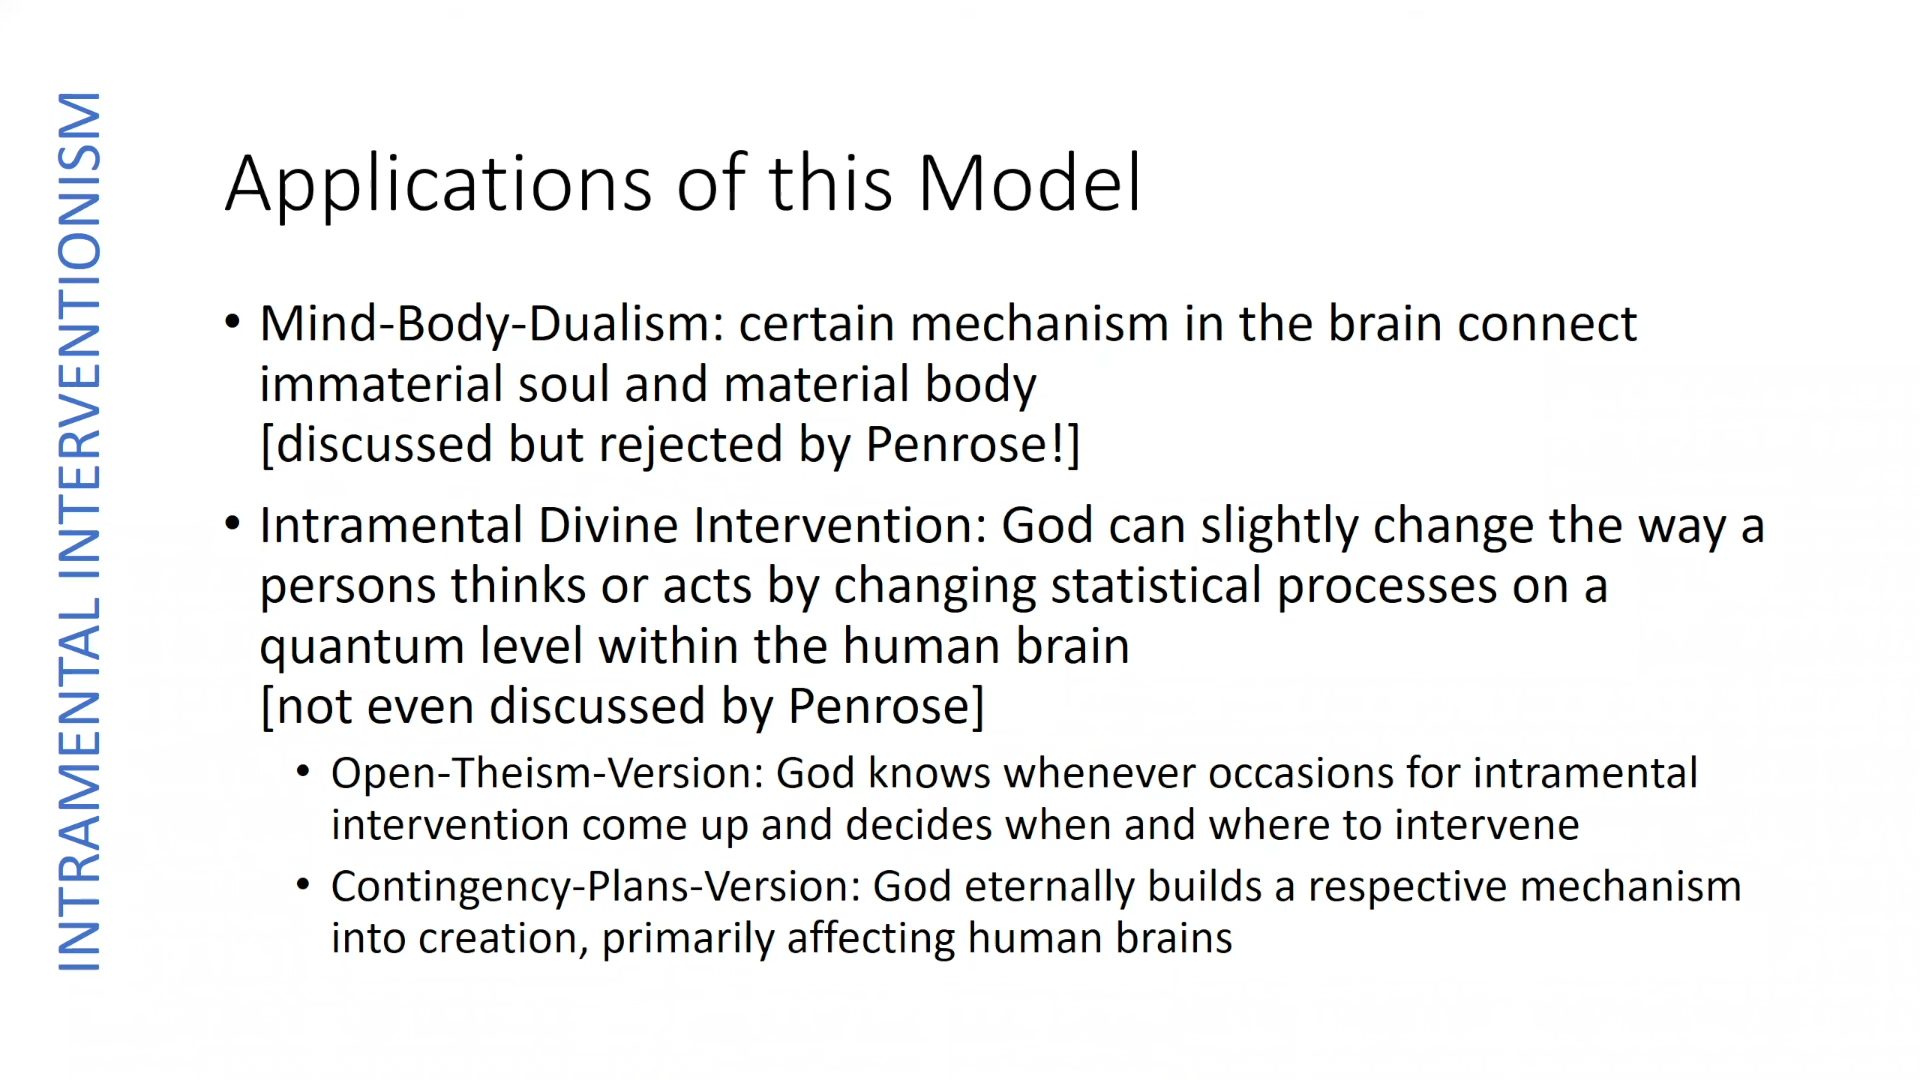 INTRAMENTAL INTERVENTIONISM
Applications of this Model
• Mind-Body-Dualism: certain mechanism in the brain connect
immaterial soul and material body
[discussed but rejected by Penrose!]
• Intramental Divine Intervention: God can slightly change the way a
persons thinks or acts by changing statistical processes on a
quantum level within the human brain
[not even discussed by Penrose]
• Open-Theism-Version: God knows whenever occasions for intramental
intervention come up and decides when and where to intervene
• Contingency-Plans-Version: God eternally builds a respective mechanism
into creation, primarily affecting human brains